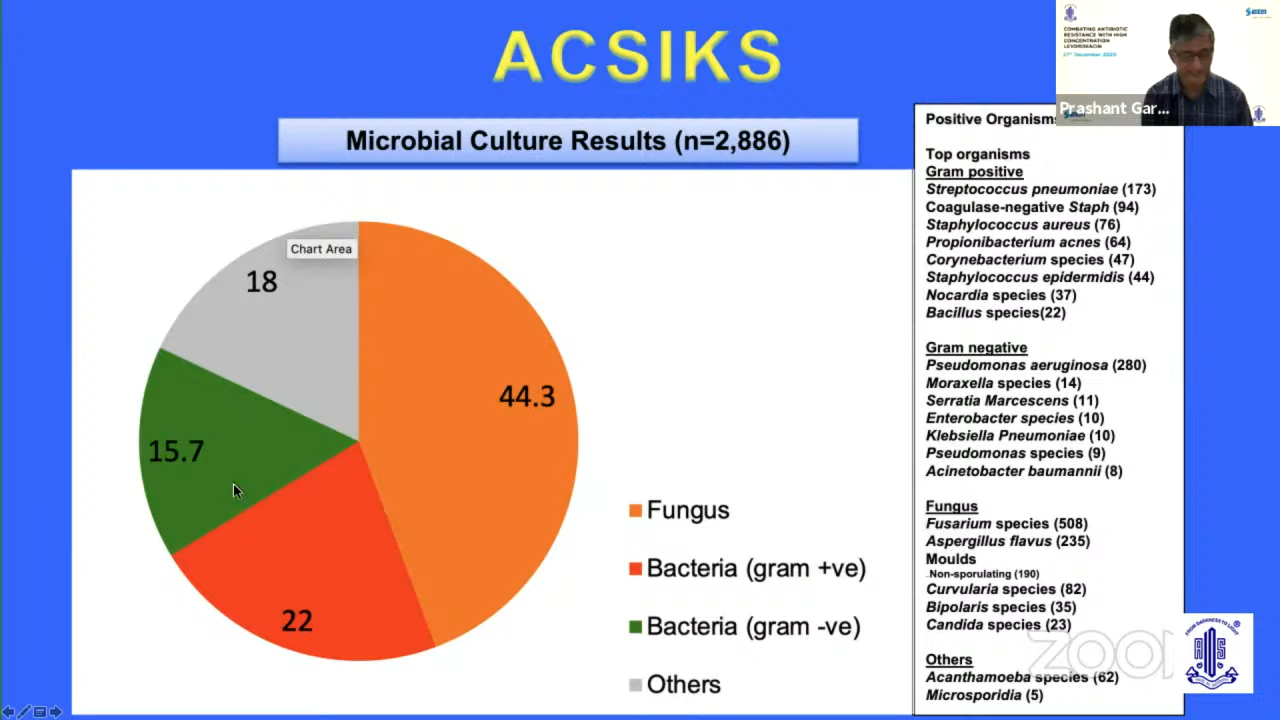 ACSIKS
Microbial Culture Results (n=2,886)
Chart Area
18
44.3
15.7
22
Fungus
Bacteria (gram +ve)
Bacteria (gram -ve)
Others
COMBATING ANTIBIOTIC
RESISTANCE WITH HIGH
CONCENTRATION
LEVOFLOXACIN
27th December 2020
Santen
Prashant Gar...
Positive Organisms
Top organisms
Gram positive
Streptococcus pneumoniae (173)
Coagulase-negative Staph (94)
Staphylococcus aureus (76)
Propionibacterium acnes (64)
Corynebacterium species (47)
Staphylococcus epidermidis (44)
Nocardia species (37)
Bacillus species(22)
Gram negative
Pseudomonas aeruginosa (280)
Moraxella species (14)
Serratia Marcescens (11)
Enterobacter species (10)
Klebsiella Pneumoniae (10)
Pseudomonas species (9)
Acinetobacter baumannii (8)
Fungus
Fusarium species (508)
Aspergillus flavus (235)
Moulds
Non-sporulating (190)
Curvularia species (82)
Bipolaris species (35)
Candida species (23)
Others
Acanthamoeba species (62)
Microsporidia (5)
zoom